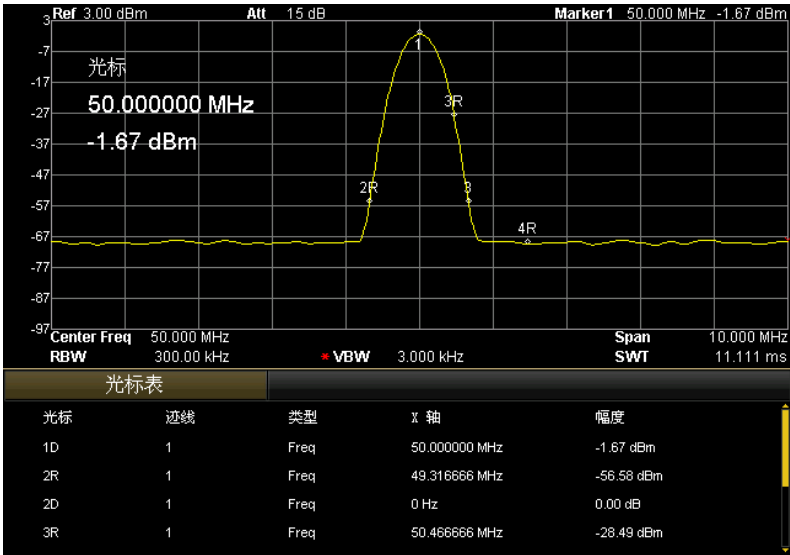 Ref 3.00 dBm Att 15 dB Marker1 50.000 MHz -1.67 dBm
3
-7
光标
-17
50.000000 MHz
-27
-1.67 dBm
-37
-47
-57
-67
-77
-87
-97
1
3R
2R
3
4R
Center Freq 50.000 MHz Span 10.000 MHz
RBW 300.00 kHz * VBW 3.000 kHz SWT 11.111 ms
光标表
光标 迹线 类型 X 轴 幅度
1D 1 Freq 50.000000 MHz -1.67 dBm
2R 1 Freq 49.316666 MHz -56.58 dBm
2D 1 Freq 0 Hz 0.00 dB
3R 1 Freq 50.466666 MHz -28.49 dBm